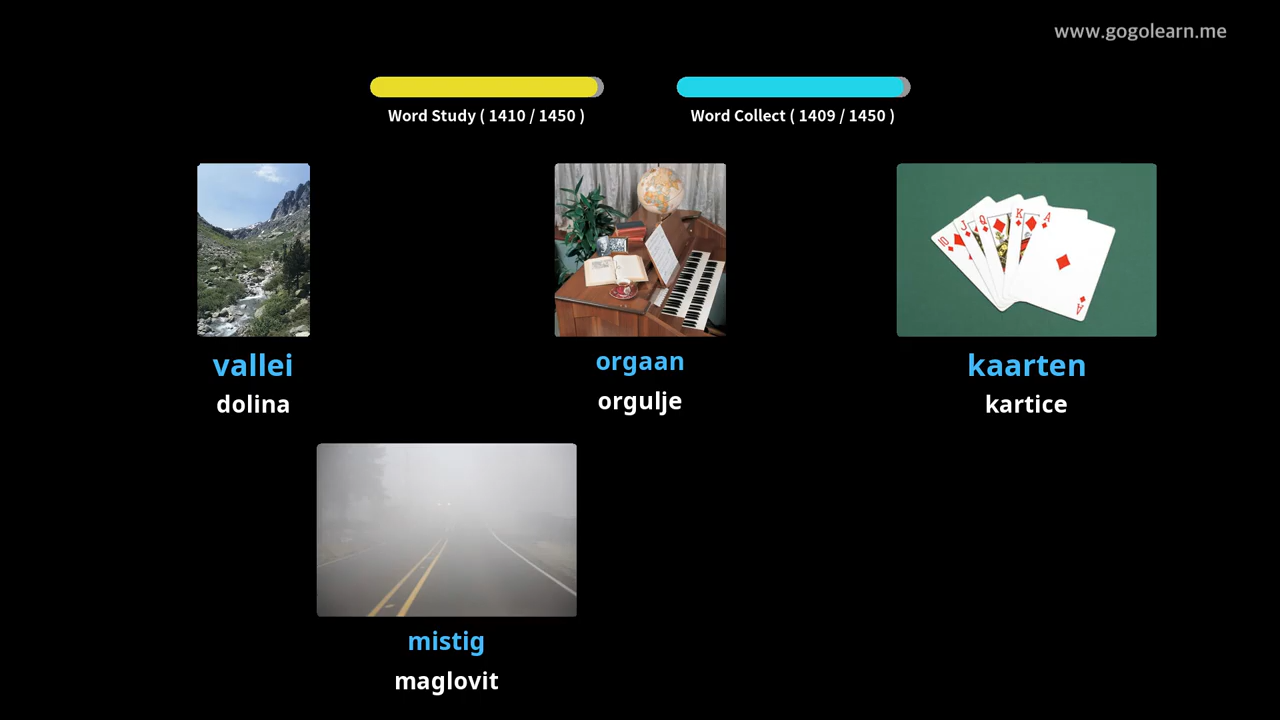 www.gogolearn.me
Word Study ( 1410 / 1450 )
Word Collect ( 1409 / 1450 )
10 J Q K A
A
vallei
dolina
orgaan
orgulje
kaarten
kartice
mistig
maglovit